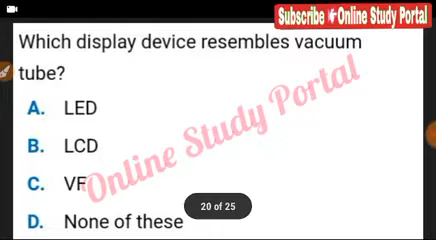 Subscribe Online Study Portal
Which display device resembles vacuum
tube?
A. LED
B. LCD
C. VF
D. None of these
Online Study Portal
20 of 25